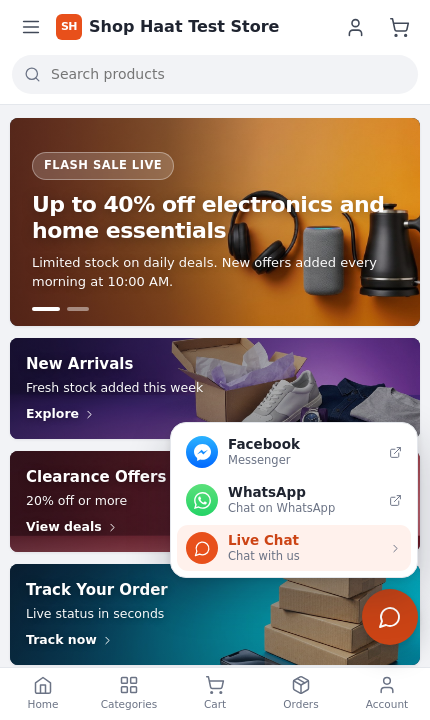 SH Shop Haat Test Store
Search products
FLASH SALE LIVE
Up to 40% off electronics and
home essentials
Limited stock on daily deals. New offers added every
morning at 10:00 AM.
New Arrivals
Fresh stock added this week
Explore
Clearance Offers
20% off or more
View deals
Facebook
Messenger
WhatsApp
Chat on WhatsApp
Live Chat
Chat with us
Track Your Order
Live status in seconds
Track now
Home Categories Cart Orders Account